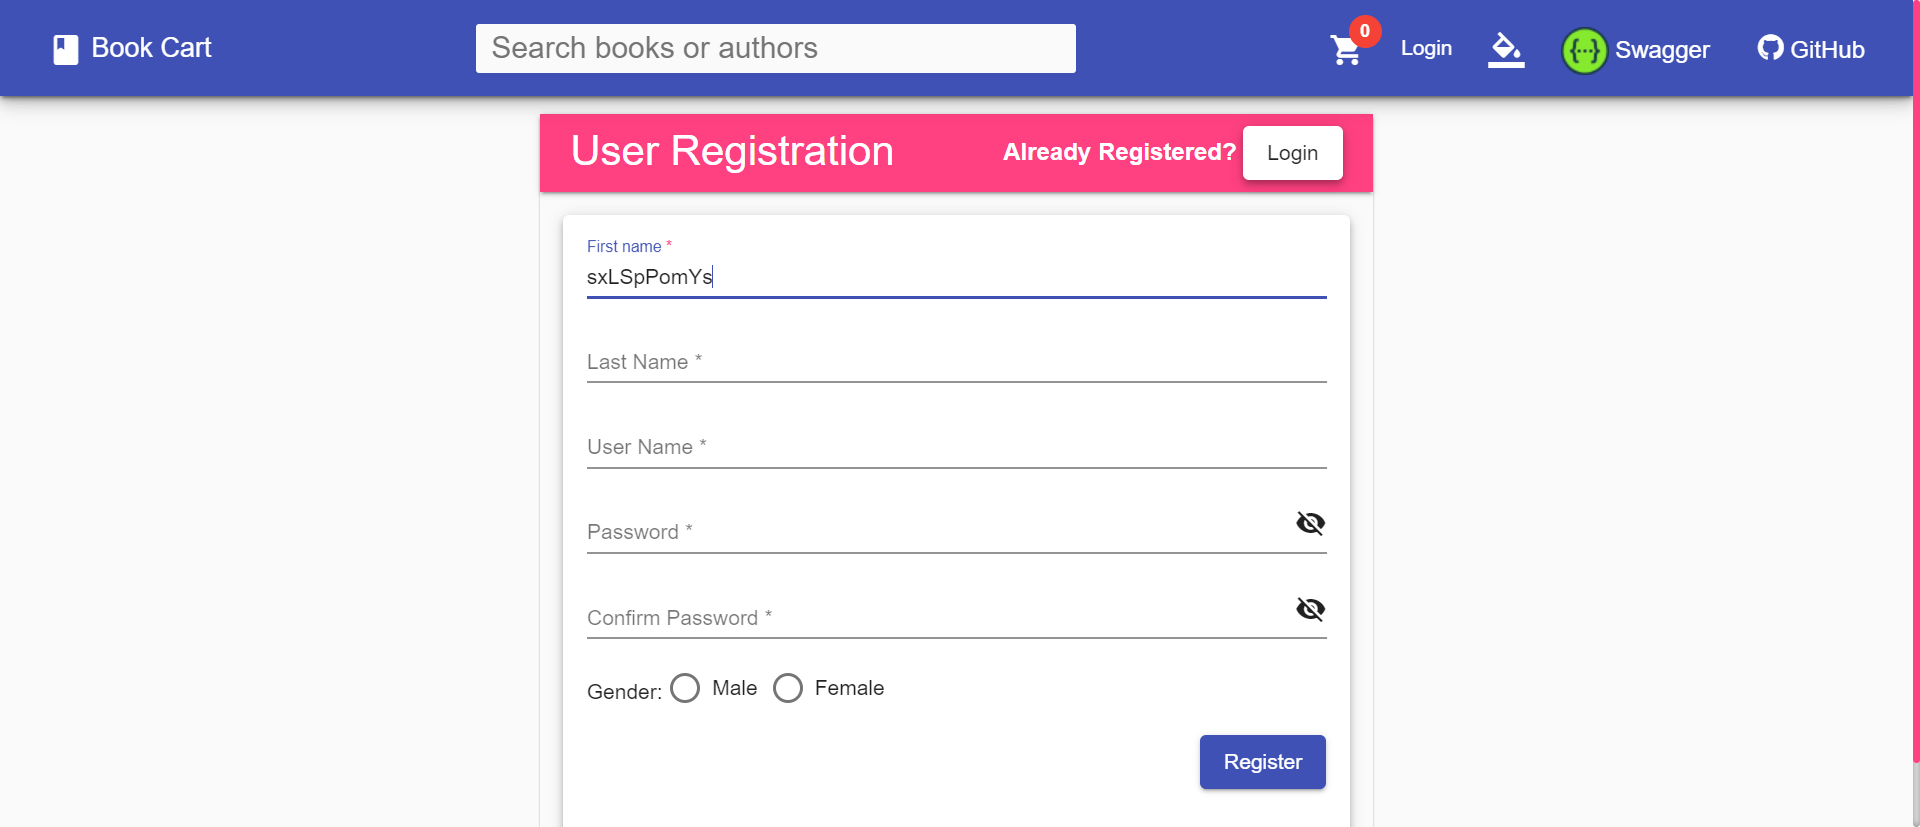 Book Cart
Search books or authors
0
Login
Swagger
GitHub
User Registration
Already Registered?
Login
First name *
sxLSpPomYs
Last Name *
User Name *
Password *
Confirm Password *
Gender:
Male
Female
Register